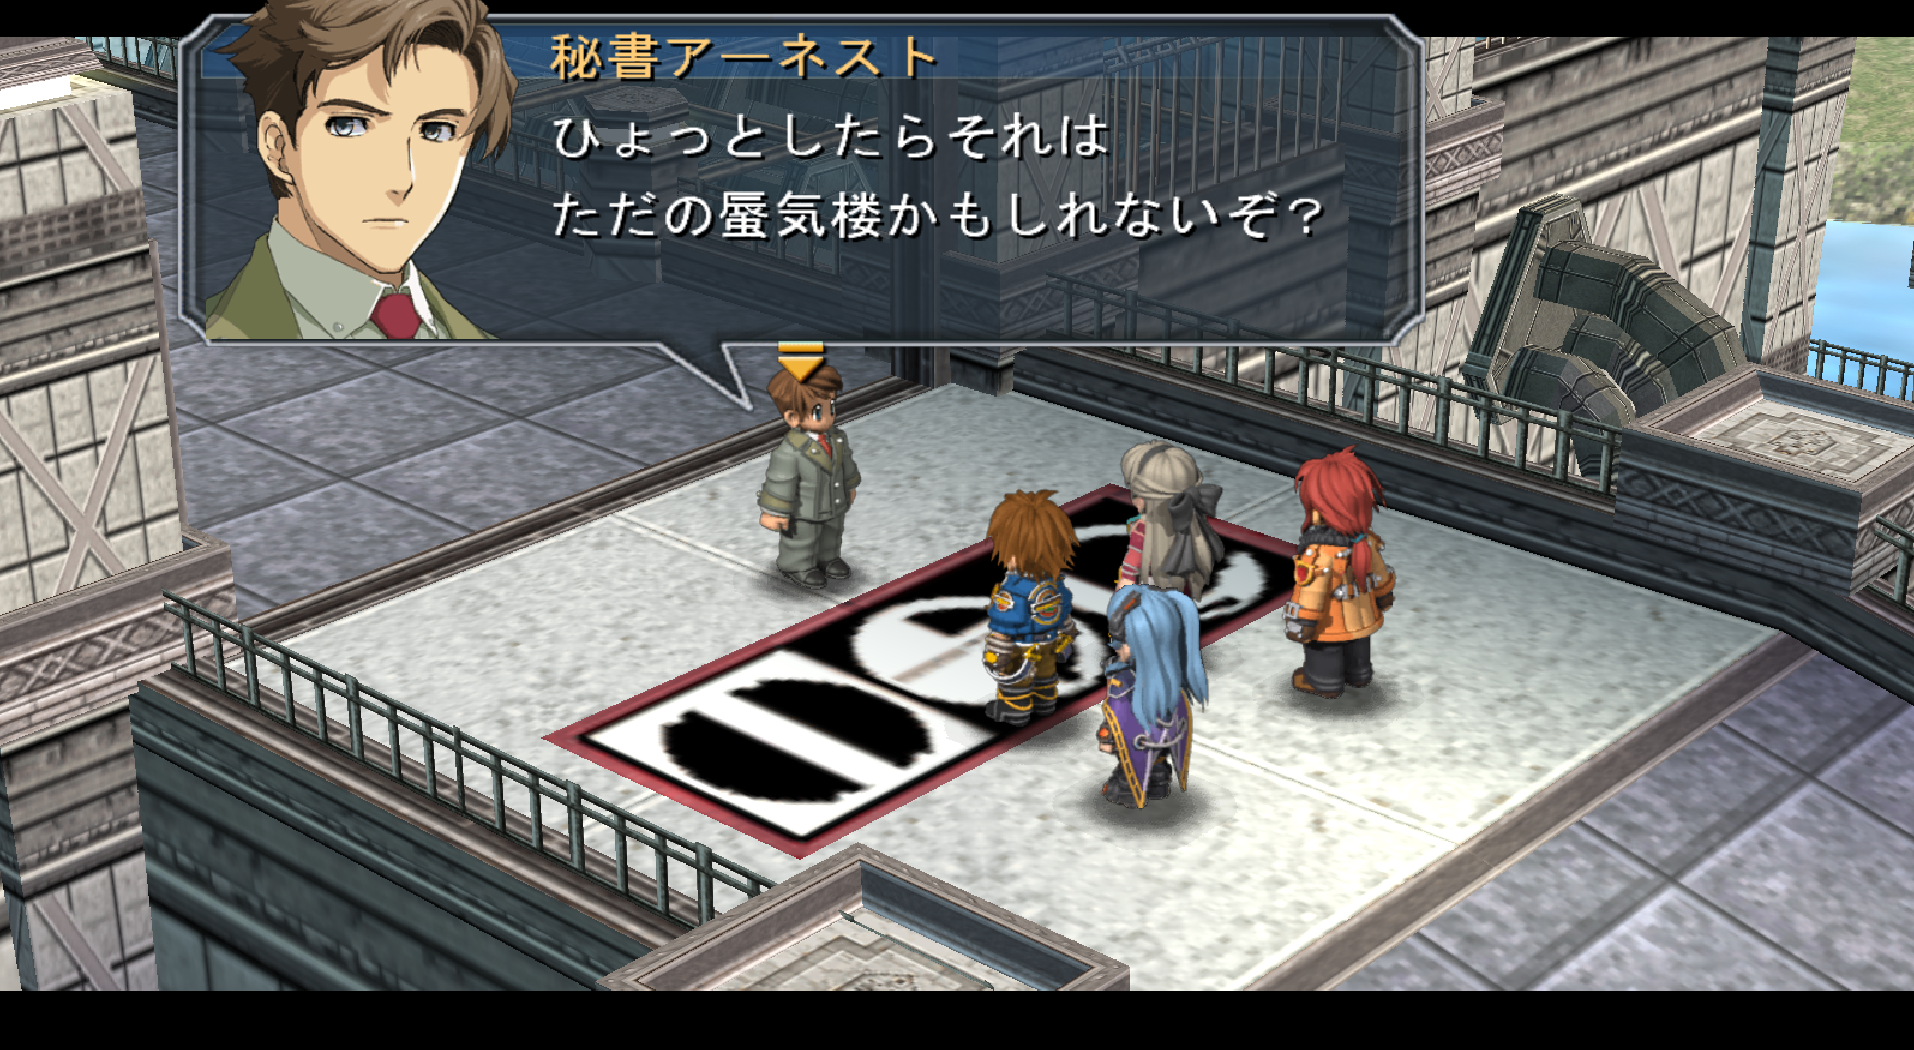 秘書アーネスト
ひょっとしたらそれは
ただの蜃気楼かもしれないぞ？